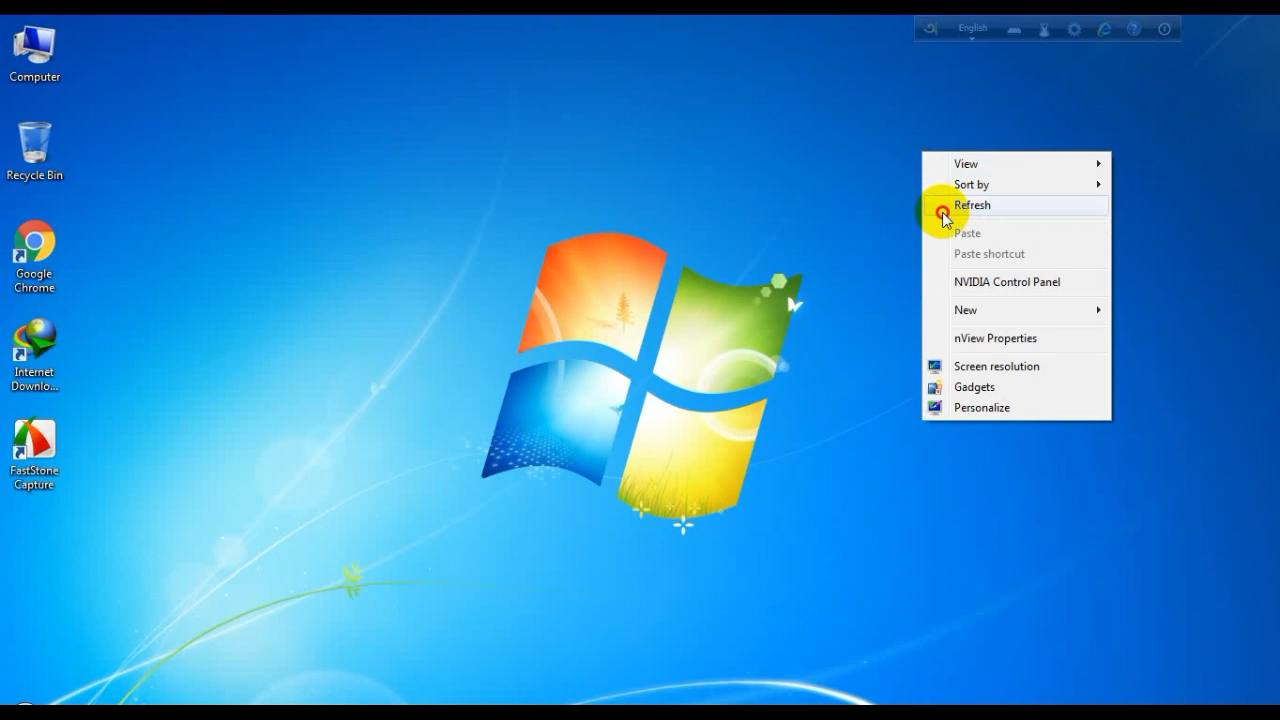 Computer
Recycle Bin
Google
Chrome
Internet
Downlo...
FastStone
Capture
English
View
Sort by
Refresh
Paste
Paste shortcut
NVIDIA Control Panel
New
nView Properties
Screen resolution
Gadgets
Personalize